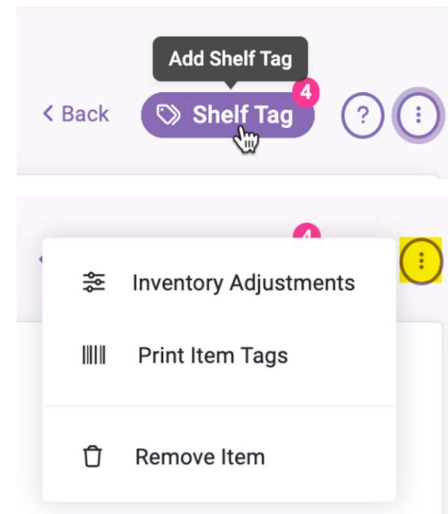 Add Shelf Tag
4
< Back
Shelf Tag
?
4
Inventory Adjustments
Print Item Tags
Remove Item